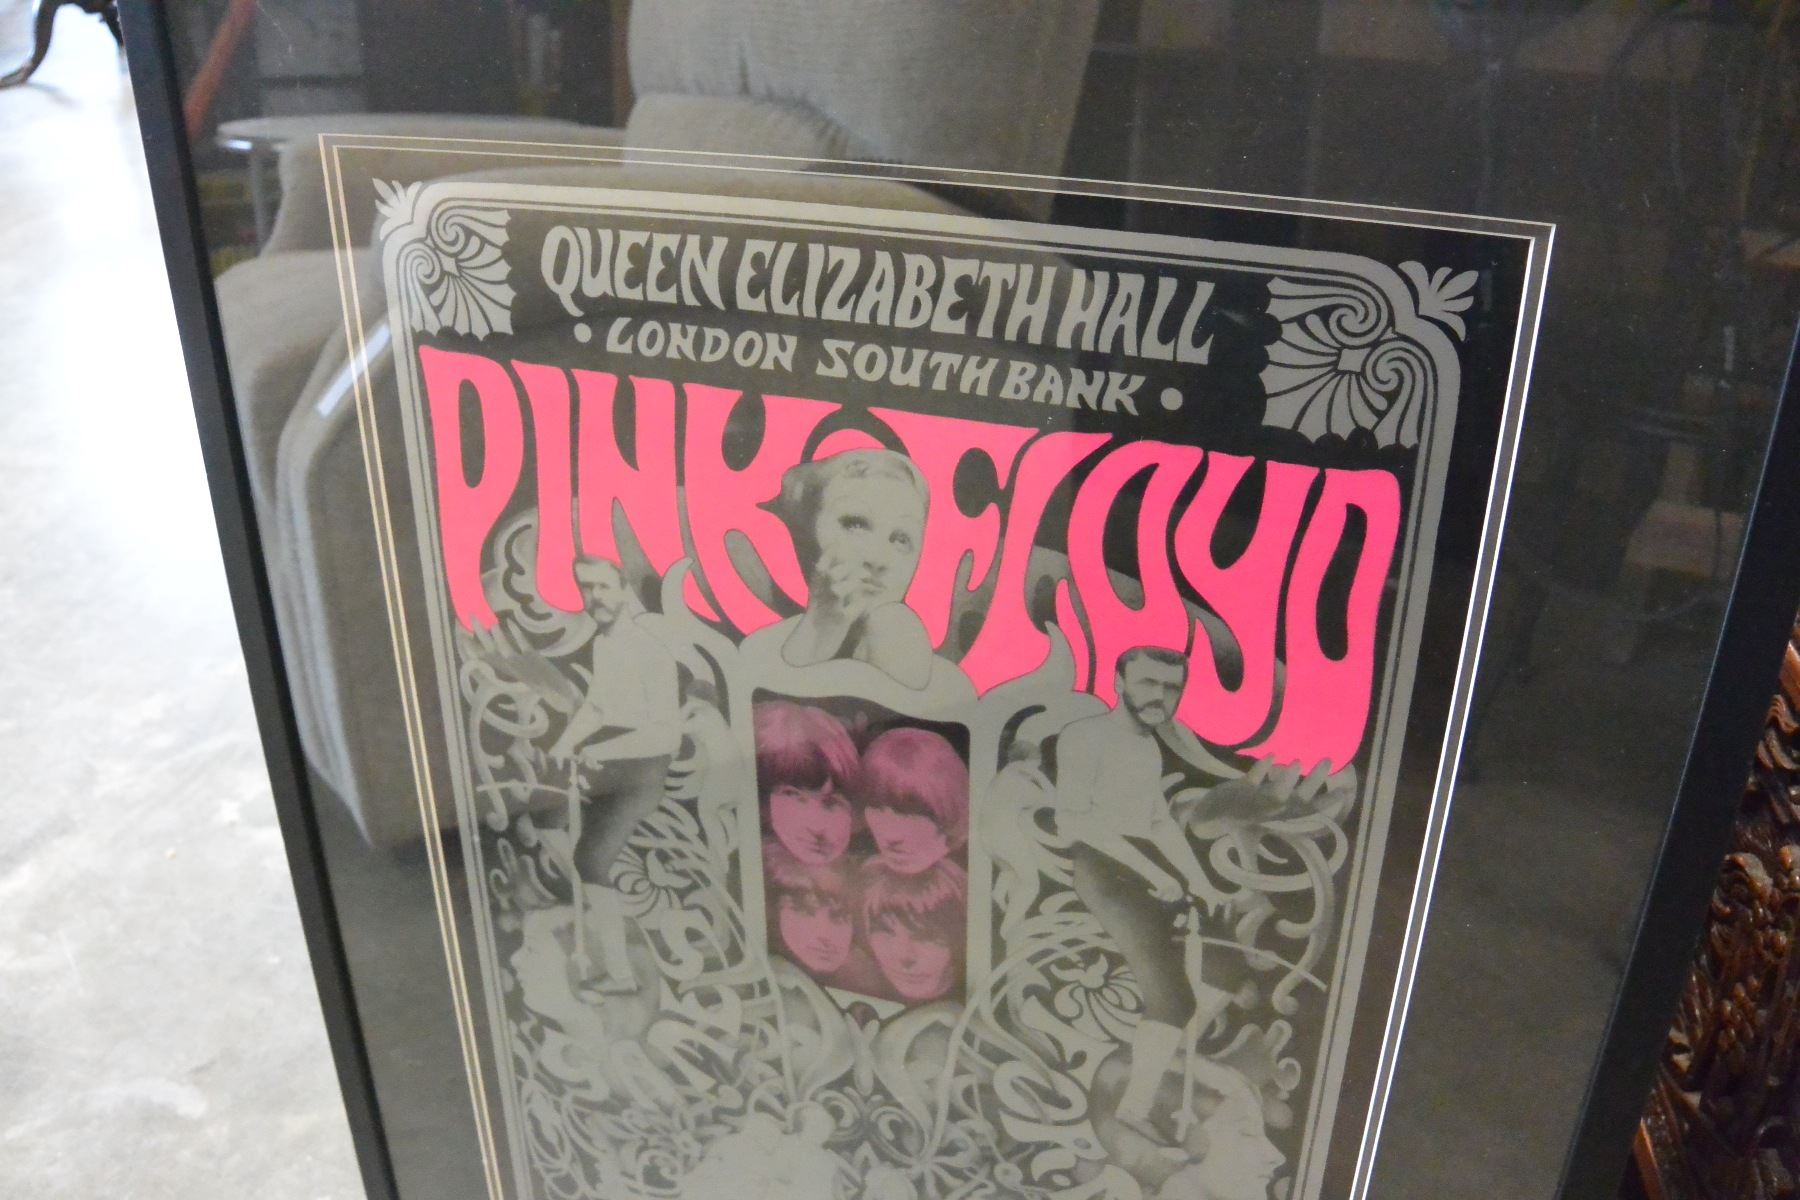 QUEEN ELIZABETH HALL
• LONDON SOUTH BANK •
PINK FLOYD